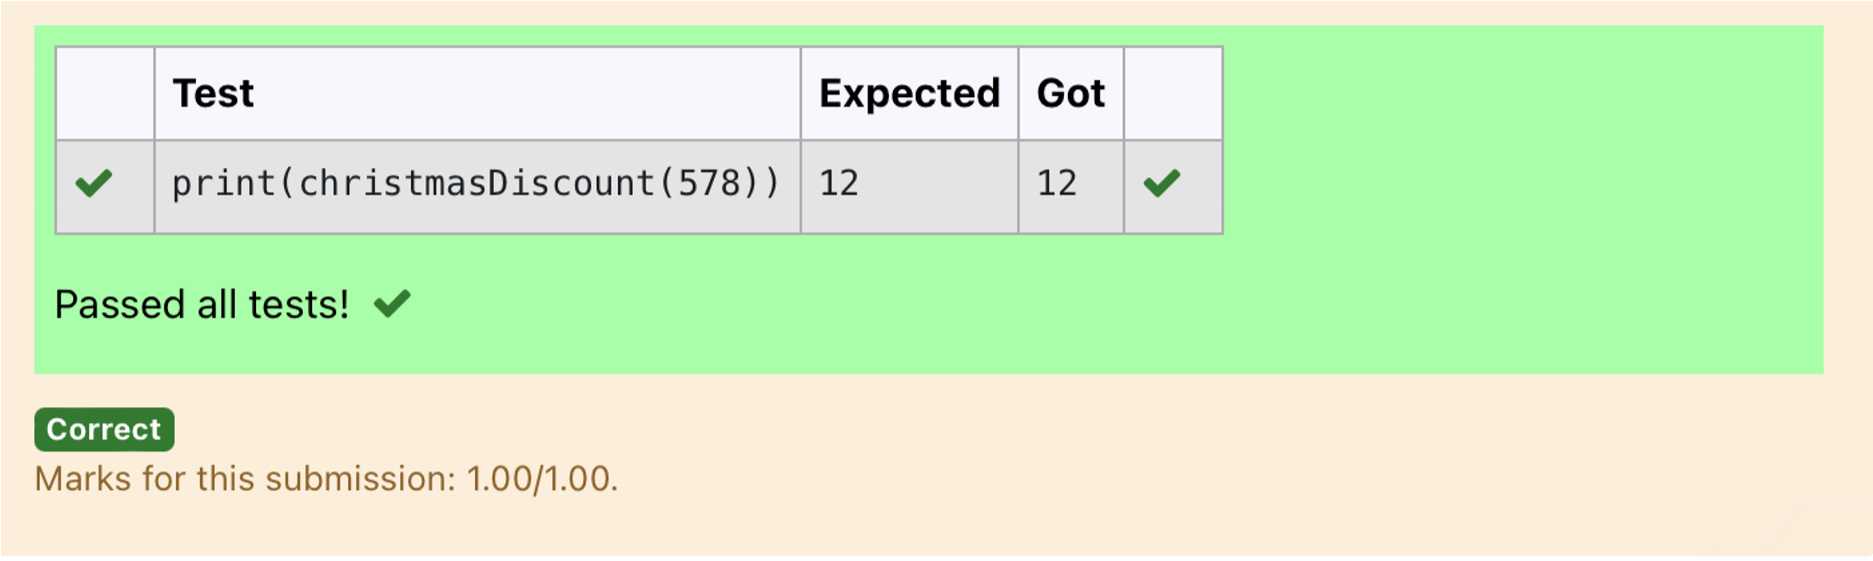 Test Expected Got
print(christmasDiscount(578)) 12 12
Passed all tests!
Correct
Marks for this submission: 1.00/1.00.